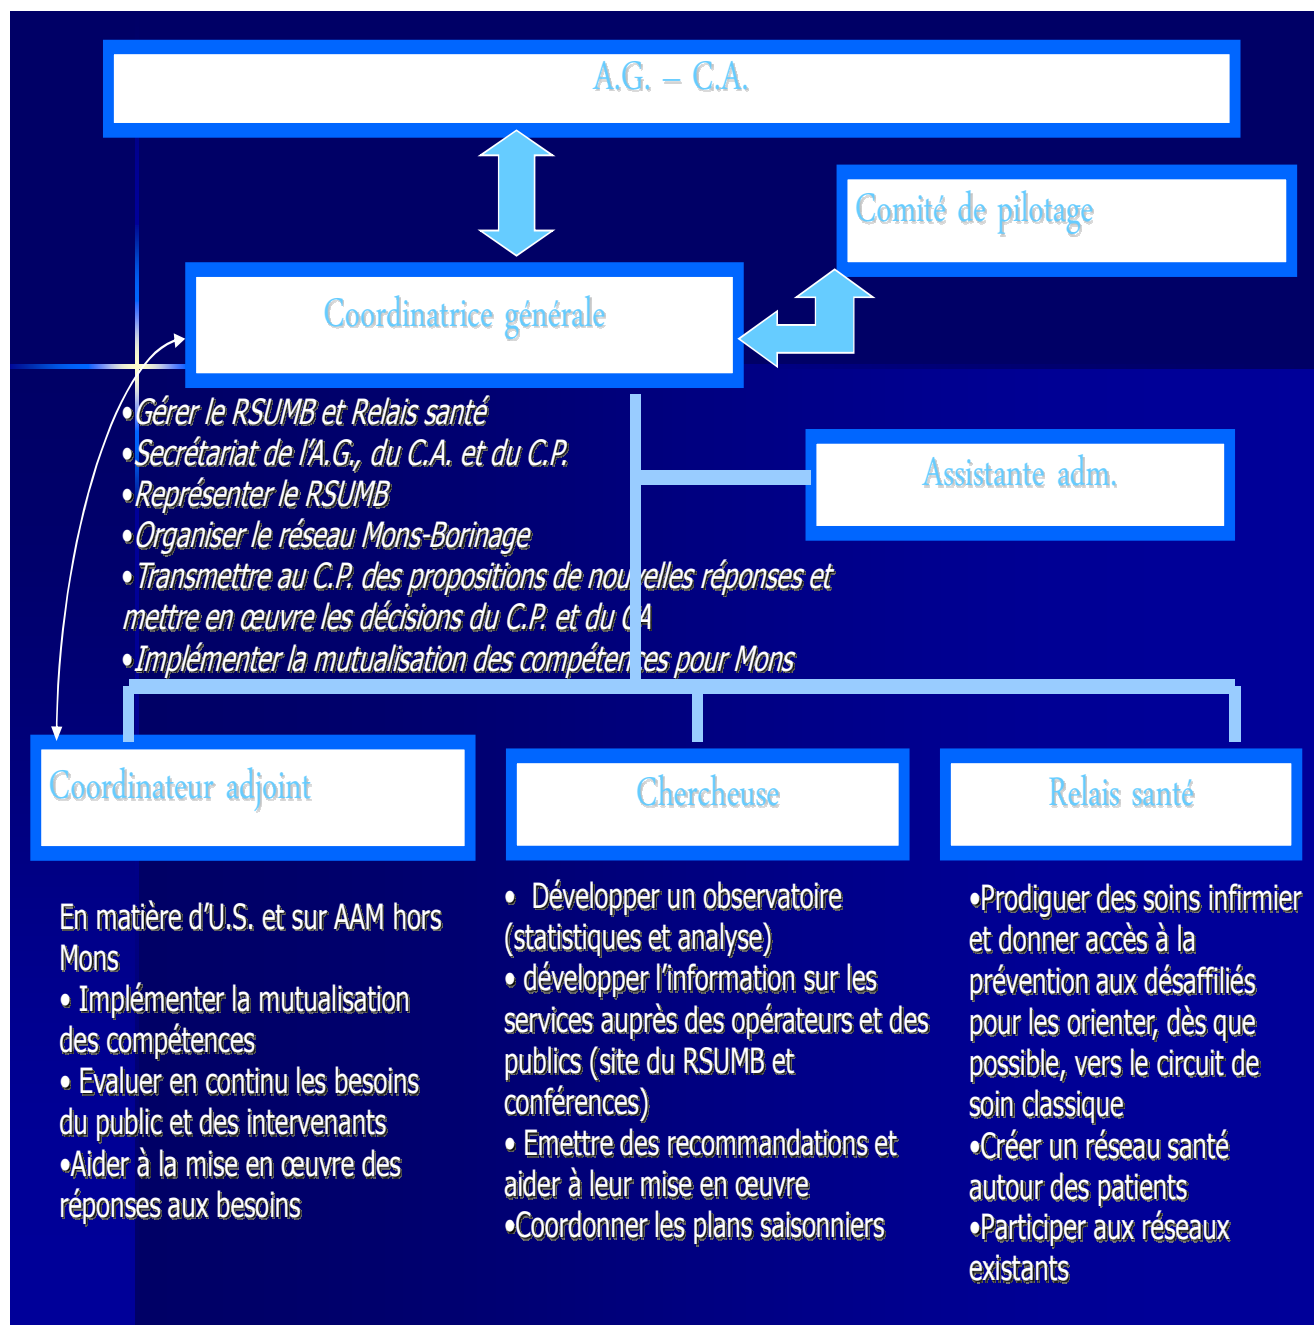 A.G. – C.A.
Comité de pilotage
Coordinatrice générale
•Gérer le RSUMB et Relais santé
•Secrétariat de l’A.G., du C.A. et du C.P.
•Représenter le RSUMB
•Organiser le réseau Mons-Borinage
•Transmettre au C.P. des propositions de nouvelles réponses et
mettre en œuvre les décisions du C.P. et du CA
•Implémenter la mutualisation des compétences pour Mons
Assistante adm.
Coordinateur adjoint
En matière d’U.S. et sur AAM hors
Mons
• Implémenter la mutualisation
des compétences
• Evaluer en continu les besoins
du public et des intervenants
•Aider à la mise en œuvre des
réponses aux besoins
Chercheuse
• Développer un observatoire
(statistiques et analyse)
• développer l’information sur les
services auprès des opérateurs et des
publics (site du RSUMB et
conférences)
• Emettre des recommandations et
aider à leur mise en œuvre
•Coordonner les plans saisonniers
Relais santé
•Prodiguer des soins infirmier
et donner accès à la
prévention aux désaffiliés
pour les orienter, dès que
possible, vers le circuit de
soin classique
•Créer un réseau santé
autour des patients
•Participer aux réseaux
existants